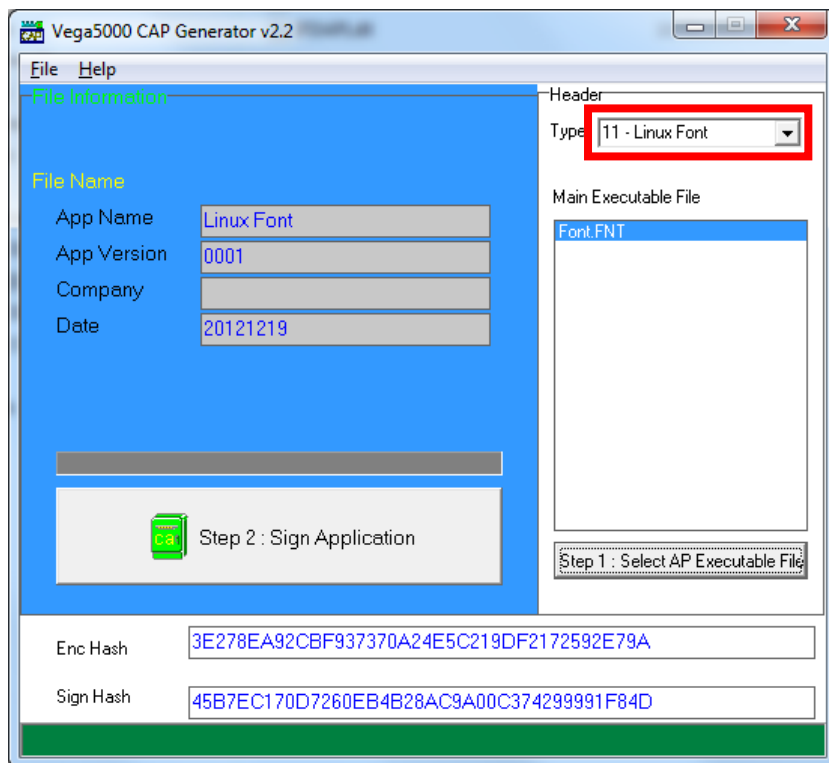 Vega5000 CAP Generator v2.2
File Help
File Information
Header
Type 11 - Linux Font
File Name
Main Executable File
App Name Linux Font
Font.FNT
App Version 0001
Company
Date 20121219
ca1 Step 2 : Sign Application
Step 1 : Select AP Executable File
Enc Hash 3E278EA92CBF937370A24E5C219DF2172592E79A
Sign Hash 45B7EC170D7260EB4B28AC9A00C374299991F84D